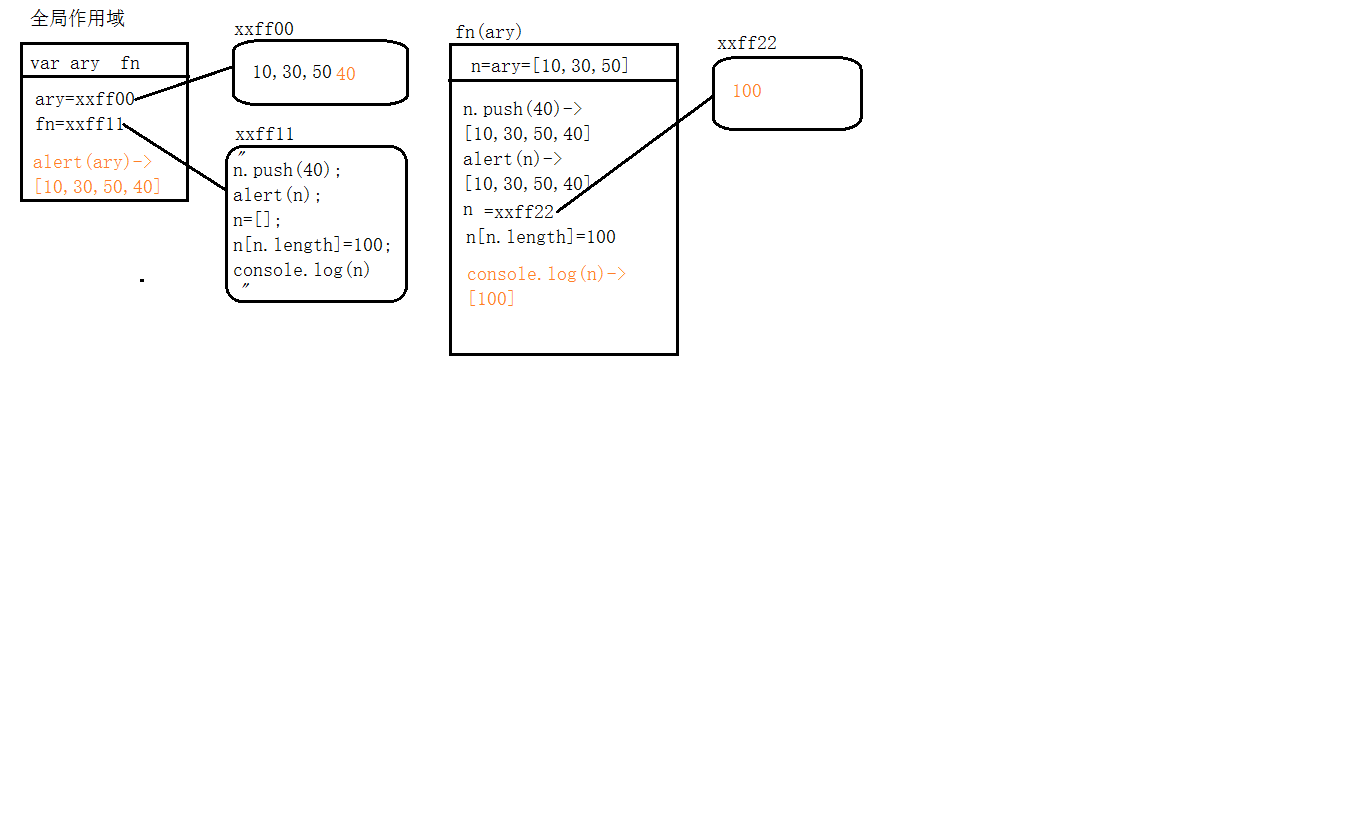 全局作用域
var ary  fn
ary=xxff00
fn=xxff11
alert(ary)->
[10,30,50,40]
xxff00
10,30,50 40
xxff11
"
n.push(40);
alert(n);
n=[];
n[n.length]=100;
console.log(n)
"
fn(ary)
n=ary=[10,30,50]
n.push(40)->
[10,30,50,40]
alert(n)->
[10,30,50,40]
n =xxff22
n[n.length]=100
console.log(n)->
[100]
xxff22
100